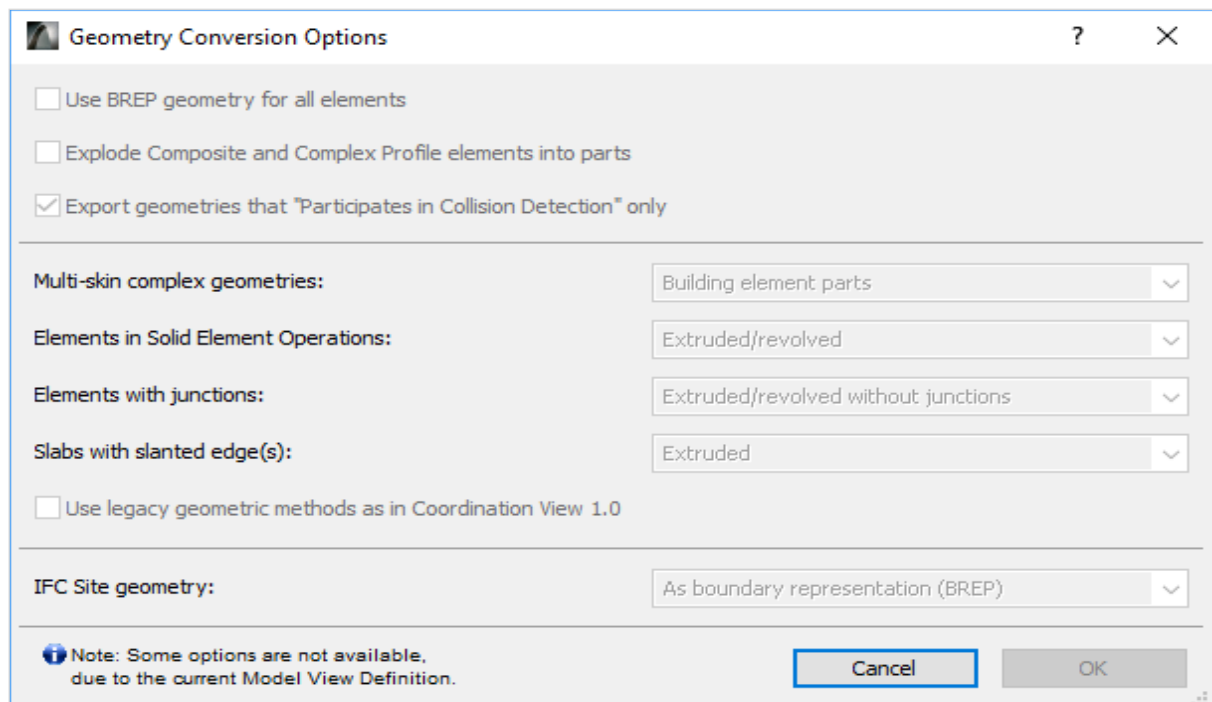 Geometry Conversion Options
?
Use BREP geometry for all elements
Explode Composite and Complex Profile elements into parts
Export geometries that "Participates in Collision Detection" only
Multi-skin complex geometries: Building element parts
Elements in Solid Element Operations: Extruded/revolved
Elements with junctions: Extruded/revolved without junctions
Slabs with slanted edge(s): Extruded
Use legacy geometric methods as in Coordination View 1.0
IFC Site geometry: As boundary representation (BREP)
Note: Some options are not available,
due to the current Model View Definition.
Cancel OK